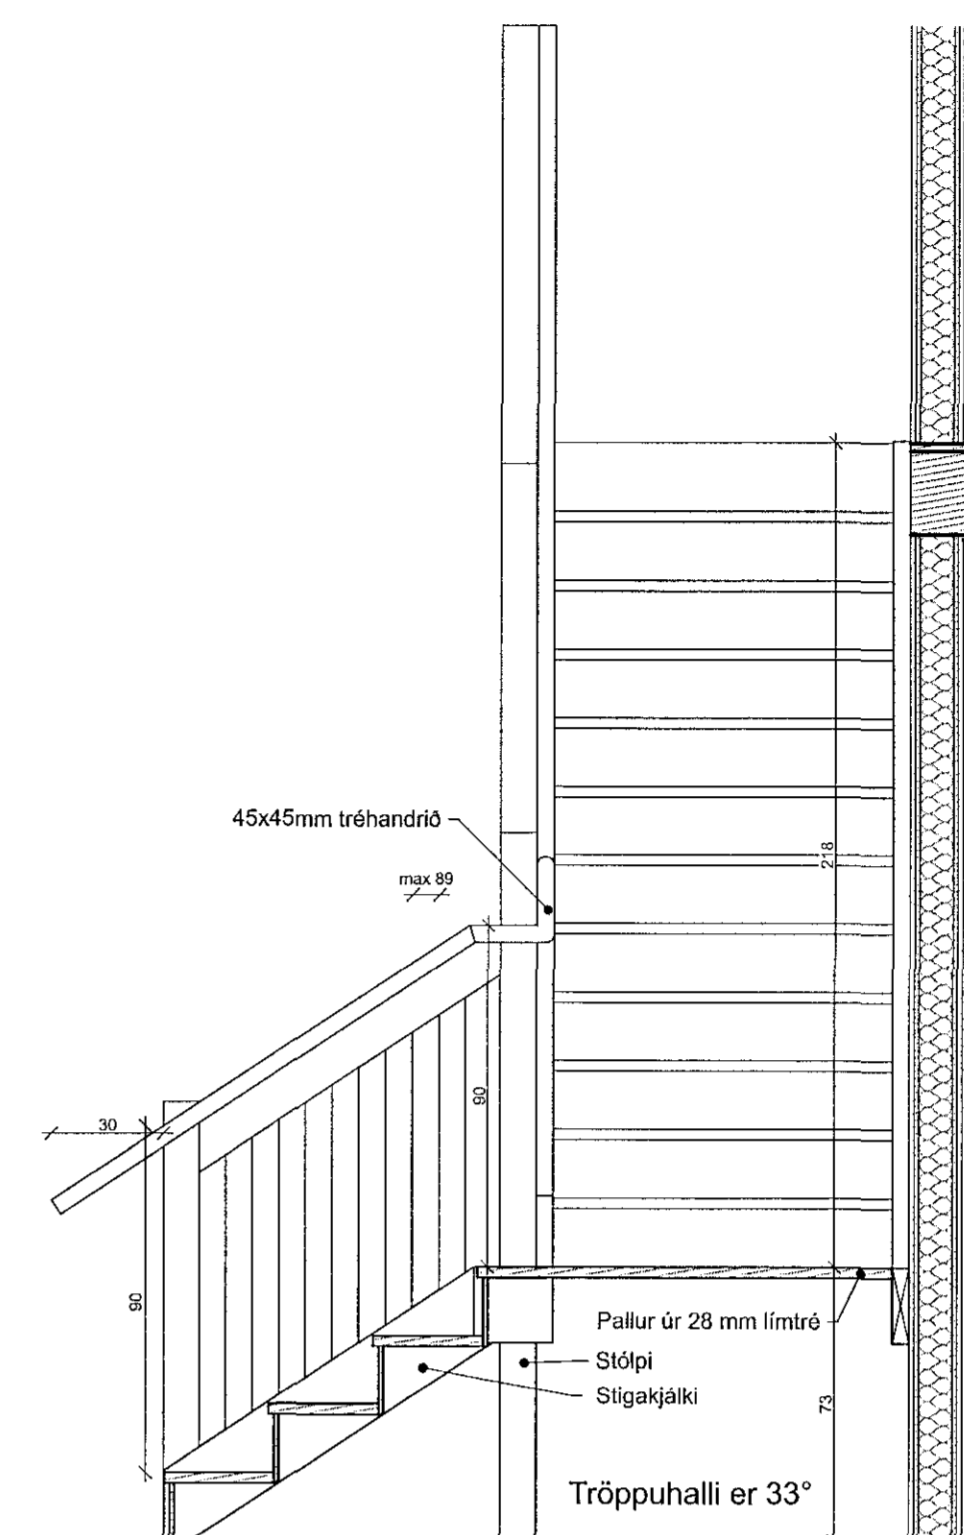 45x45mm tréhandrið
max 89
218
90
30
90
Pallur úr 28 mm límtré
Stólpi
Stigakjálki
73
Tröppuhalli er 33°